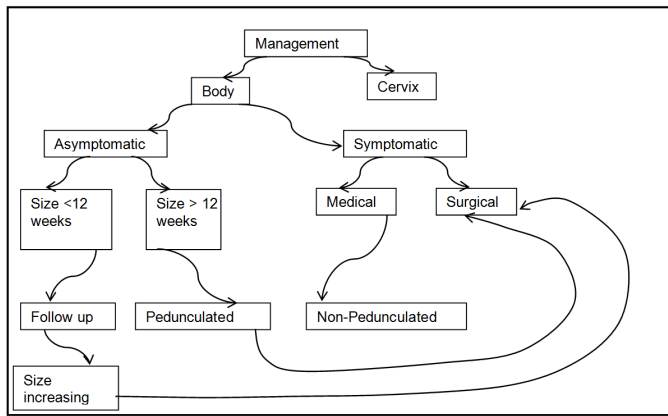 Management
Body
Cervix
Asymptomatic
Symptomatic
Size <12
weeks
Size > 12
weeks
Medical
Surgical
Follow up
Pedunculated
Non-Pedunculated
Size
increasing